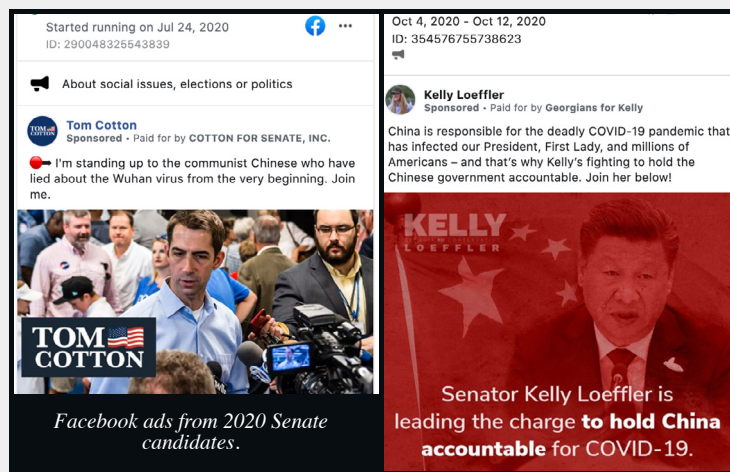 Started running on Jul 24, 2020
ID: 290048325543839
About social issues, elections or politics
TOM COTTON
Tom Cotton
Sponsored • Paid for by COTTON FOR SENATE, INC.
I'm standing up to the communist Chinese who have
lied about the Wuhan virus from the very beginning. Join
me.
TOM
COTTON
Facebook ads from 2020 Senate
candidates.
Oct 4, 2020 - Oct 12, 2020
ID: 354576755738623
Kelly Loeffler
Sponsored • Paid for by Georgians for Kelly
China is responsible for the deadly COVID-19 pandemic that
has infected our President, First Lady, and millions of
Americans – and that's why Kelly's fighting to hold the
Chinese government accountable. Join her below!
KELLY
LOEFFLER
Senator Kelly Loeffler is
leading the charge to hold China
accountable for COVID-19.